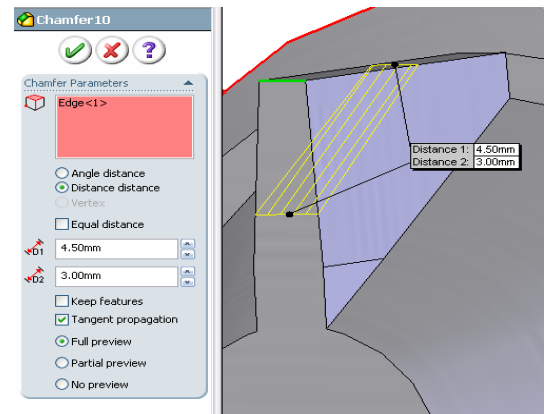 Chamfer10
?
Chamfer Parameters
Edge<1>
Angle distance
Distance distance
Vertex
Equal distance
D1 4.50mm
D2 3.00mm
Keep features
Tangent propagation
Full preview
Partial preview
No preview
Distance 1: 4.50mm
Distance 2: 3.00mm